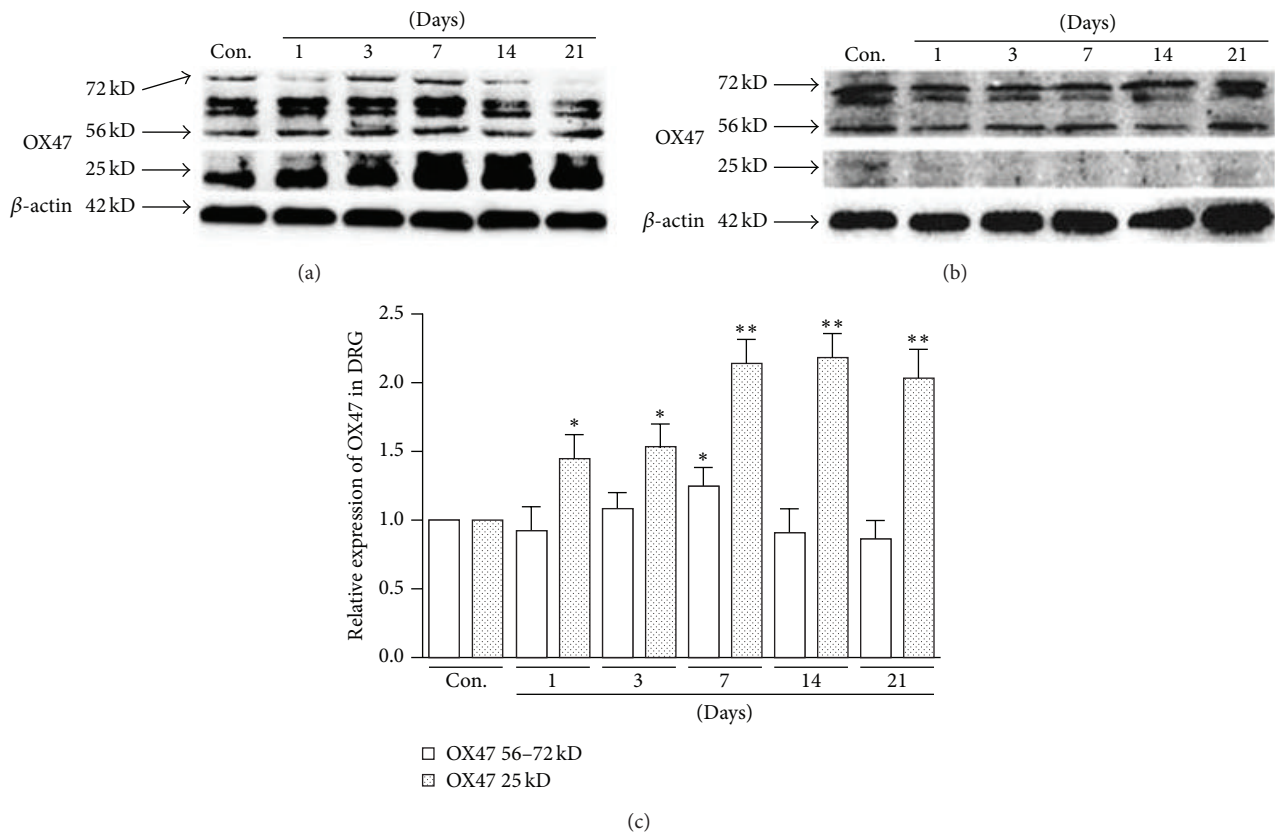 (Days)
Con. 1 3 7 14 21
72 kD
OX47
56 kD
25 kD
β-actin 42 kD
(a)
(Days)
Con. 1 3 7 14 21
72 kD
OX47
56 kD
25 kD
β-actin 42 kD
(b)
Relative expression of OX47 in DRG
2.5
2.0
1.5
1.0
0.5
0.0
* * * ** ** **
Con. 1 3 7 14 21
(Days)
OX47 56–72 kD
OX47 25 kD
(c)